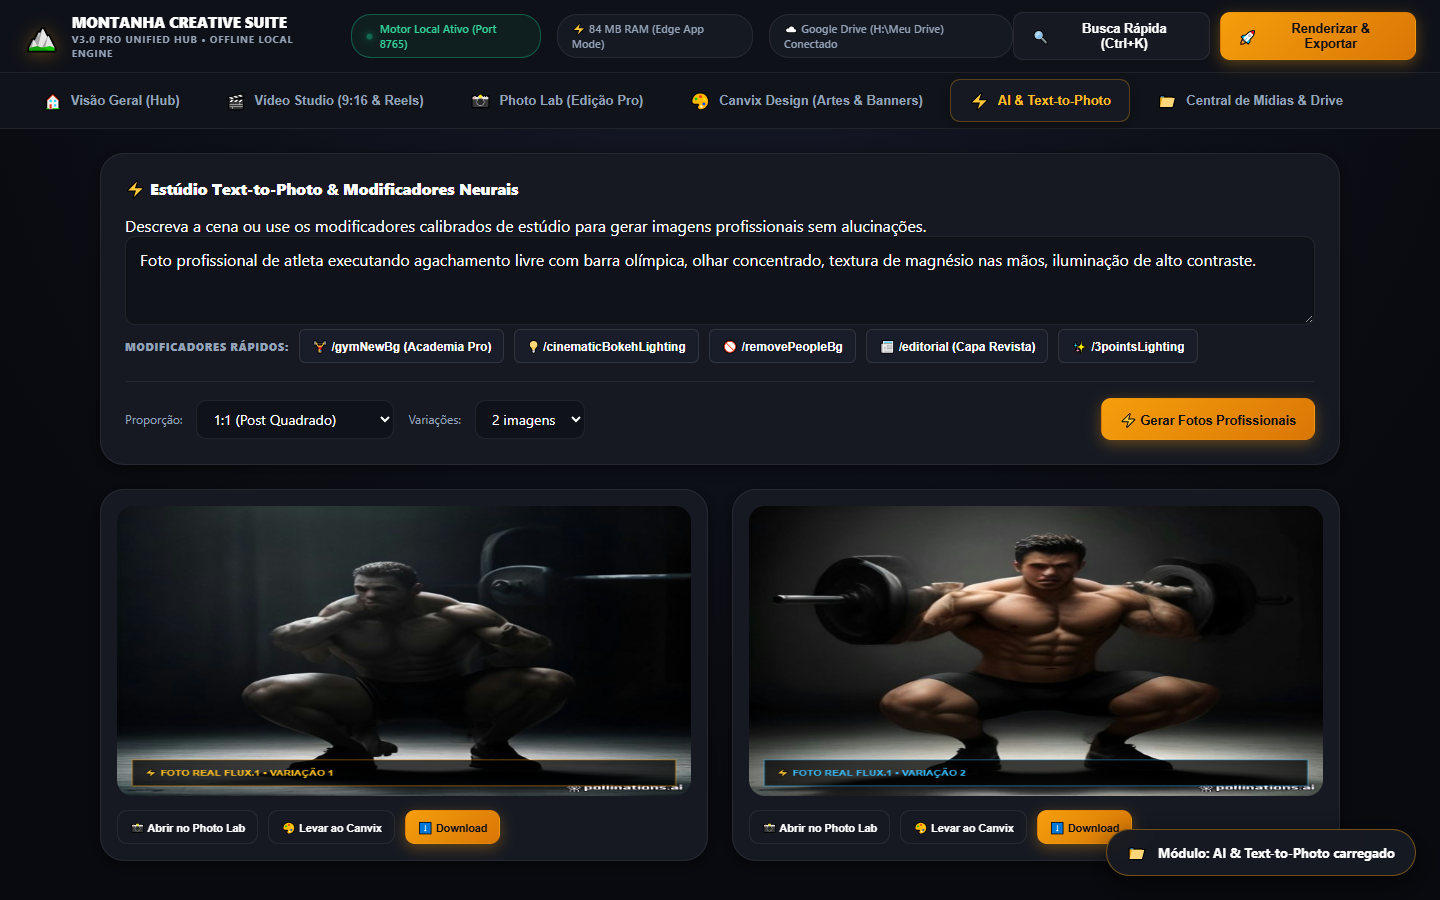 MONTANHA CREATIVE SUITE
V3.0 PRO UNIFIED HUB • OFFLINE LOCAL
ENGINE
Motor Local Ativo (Port
8765)
84 MB RAM (Edge App
Mode)
Google Drive (H:\Meu Drive)
Conectado
Busca Rápida
(Ctrl+K)
Renderizar &
Exportar
Visão Geral (Hub)
Vídeo Studio (9:16 & Reels)
Photo Lab (Edição Pro)
Canvix Design (Artes & Banners)
AI & Text-to-Photo
Central de Mídias & Drive
Estúdio Text-to-Photo & Modificadores Neurais
Descreva a cena ou use os modificadores calibrados de estúdio para gerar imagens profissionais sem alucinações.
Foto profissional de atleta executando agachamento livre com barra olímpica, olhar concentrado, textura de magnésio nas mãos, iluminação de alto contraste.
MODIFICADORES RÁPIDOS:
/gymNewBg (Academia Pro)
/cinematicBokehLighting
/removePeopleBg
/editorial (Capa Revista)
/3pointsLighting
Proporção:
1:1 (Post Quadrado)
Variações:
2 imagens
Gerar Fotos Profissionais
FOTO REAL FLUX.1 • VARIAÇÃO 1
pollinations.ai
Abrir no Photo Lab
Levar ao Canvix
Download
FOTO REAL FLUX.1 • VARIAÇÃO 2
pollinations.ai
Abrir no Photo Lab
Levar ao Canvix
Download
Módulo: AI & Text-to-Photo carregado